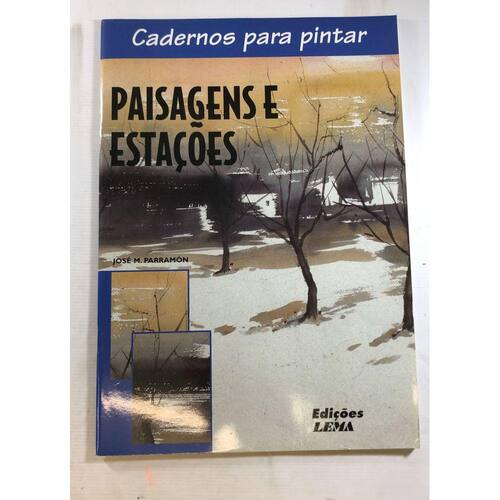 Cadernos para pintar
PAISAGENS E
ESTAÇÕES
JOSÉ M. PARRAMÓN
Edições
LEMA